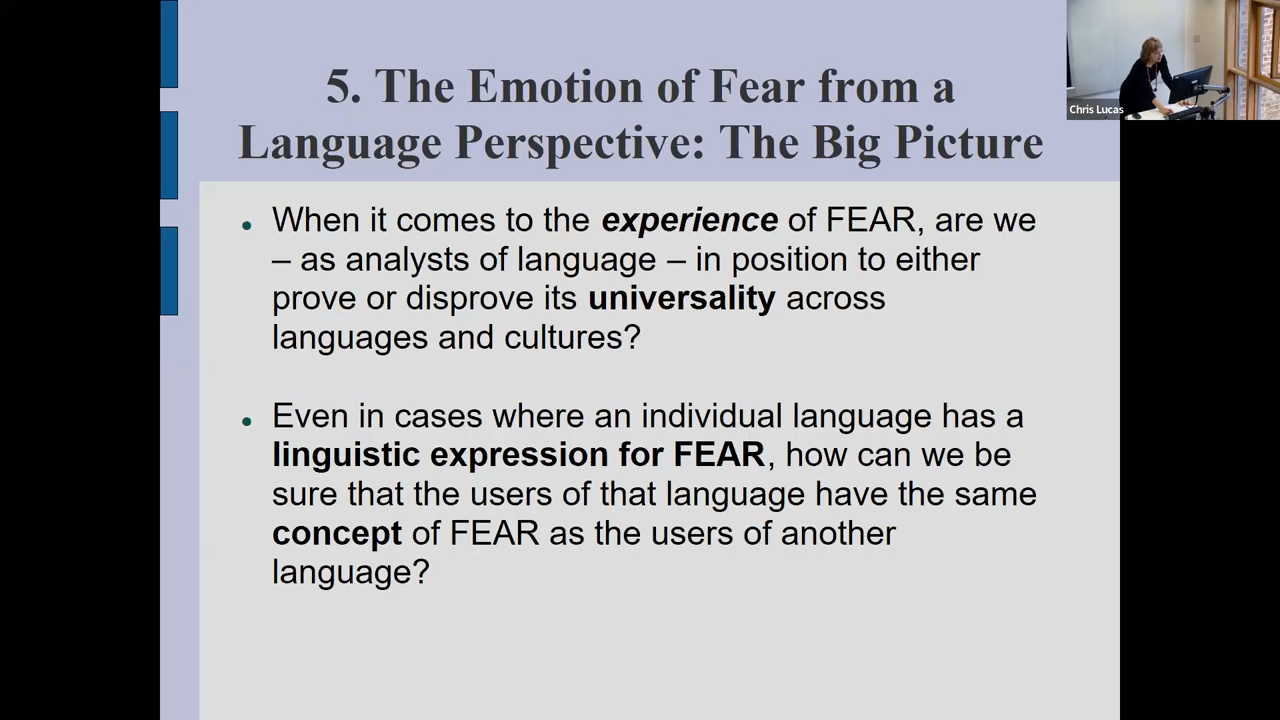 5. The Emotion of Fear from a
Language Perspective: The Big Picture
Chris Lucas
• When it comes to the experience of FEAR, are we
– as analysts of language – in position to either
prove or disprove its universality across
languages and cultures?
• Even in cases where an individual language has a
linguistic expression for FEAR, how can we be
sure that the users of that language have the same
concept of FEAR as the users of another
language?